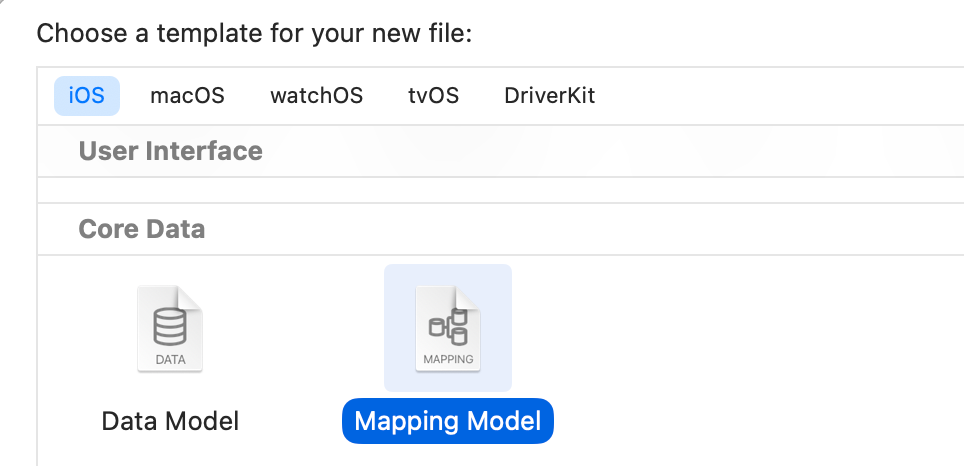 Choose a template for your new file:
iOS macOS watchOS tvOS DriverKit
User Interface
Core Data
DATA MAPPING
Data Model Mapping Model